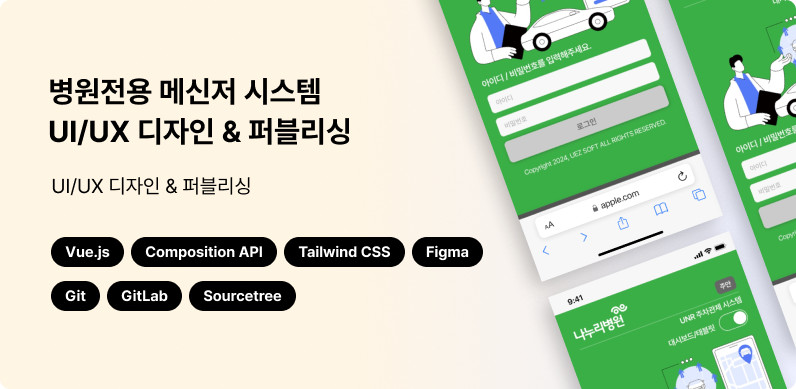 병원전용 메신저 시스템
UI/UX 디자인 & 퍼블리싱
UI/UX 디자인 & 퍼블리싱
Vue.js
Composition API
Tailwind CSS
Figma
Git
GitLab
Sourcetree
아이디 / 비밀번호를 입력해주세요.
아이디
비밀번호
로그인
Copyright 2024, UEZ SOFT ALL RIGHTS RESERVED.
AA
apple.com
9:41
나누리병원
주안
UNR 주차관제 시스템
대시보드/태블릿
아이디 / 비밀번호를
아이디
비밀번호